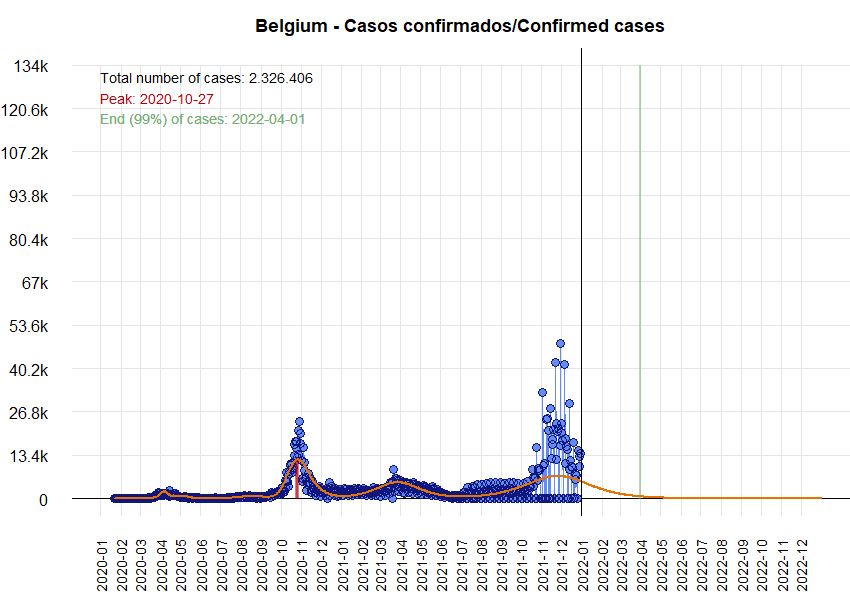 Belgium - Casos confirmados/Confirmed cases
134k
120.6k
107.2k
93.8k
80.4k
67k
53.6k
40.2k
26.8k
13.4k
0
Total number of cases: 2.326.406
Peak: 2020-10-27
End (99%) of cases: 2022-04-01
2020-01
2020-02
2020-03
2020-04
2020-05
2020-06
2020-07
2020-08
2020-09
2020-10
2020-11
2020-12
2021-01
2021-02
2021-03
2021-04
2021-05
2021-06
2021-07
2021-08
2021-09
2021-10
2021-11
2021-12
2022-01
2022-02
2022-03
2022-04
2022-05
2022-06
2022-07
2022-08
2022-09
2022-10
2022-11
2022-12